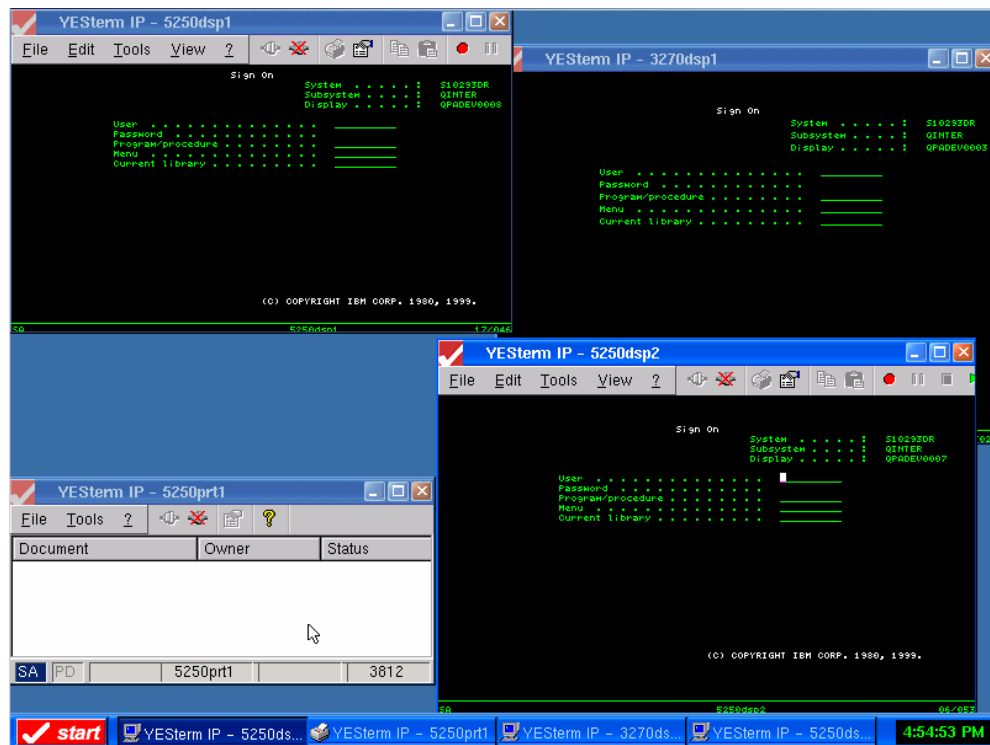 YESterm IP - 5250dsp1
File Edit Tools View ?
Sign On
System . . . . . : S10293DR
Subsystem . . . . : QINTER
Display . . . . . : QPADEV0008
User . . . . . . . . . . . . . .
Password . . . . . . . . . . . .
Program/procedure . . . . . . . .
Menu . . . . . . . . . . . . . .
Current library . . . . . . . . .
(C) COPYRIGHT IBM CORP. 1980, 1999.
SA 5250dsp1 17/046
YESterm IP - 3270dsp1
Sign On
System . . . . . : S10293DR
Subsystem . . . . : QINTER
Display . . . . . : QPADEV0003
User . . . . . . . . . . . . . .
Password . . . . . . . . . . . .
Program/procedure . . . . . . . .
Menu . . . . . . . . . . . . . .
Current library . . . . . . . . .
YESterm IP - 5250dsp2
File Edit Tools View ?
Sign On
System . . . . . : S10293DR
Subsystem . . . . : QINTER
Display . . . . . : QPADEV0007
User . . . . . . . . . . . . . .
Password . . . . . . . . . . . .
Program/procedure . . . . . . . .
Menu . . . . . . . . . . . . . .
Current library . . . . . . . . .
(C) COPYRIGHT IBM CORP. 1980, 1999.
SA 5250dsp2 06/053
YESterm IP - 5250prt1
File Tools ?
Document Owner Status
SA PD 5250prt1 3812
start YESterm IP - 5250ds... YESterm IP - 5250prt1 YESterm IP - 3270ds... YESterm IP - 5250ds... 4:54:53 PM